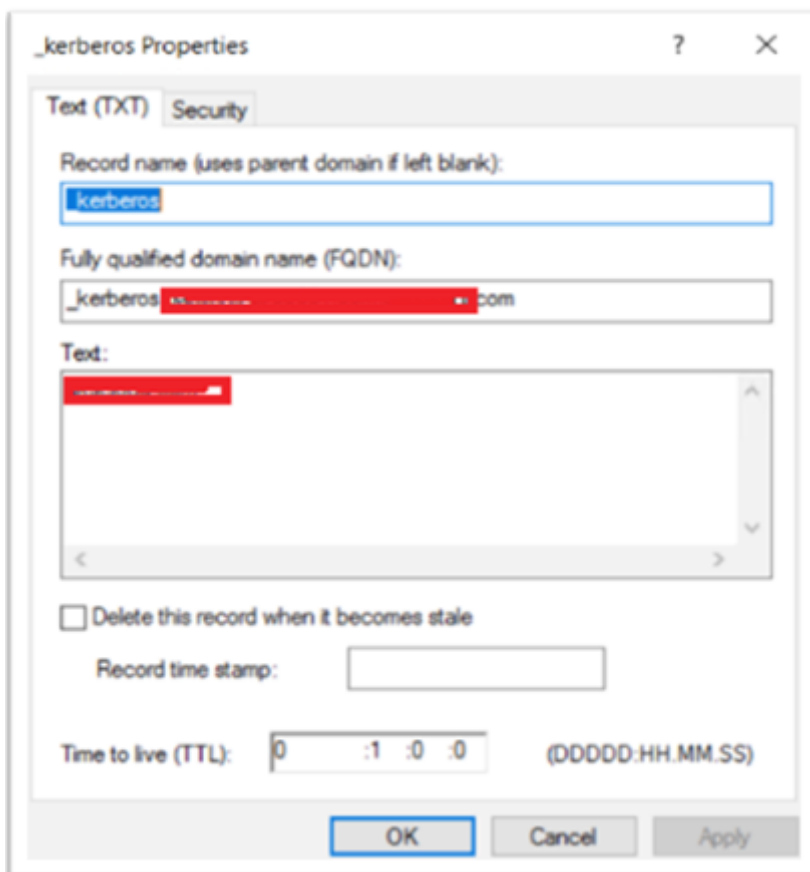 _kerberos Properties ? ×
Text (TXT) Security
Record name (uses parent domain if left blank):
_kerberos
Fully qualified domain name (FQDN):
_kerberos com
Text:
Delete this record when it becomes stale
Record time stamp:
Time to live (TTL): 0 :1 :0 :0 (DDDDD:HH.MM.SS)
OK Cancel Apply